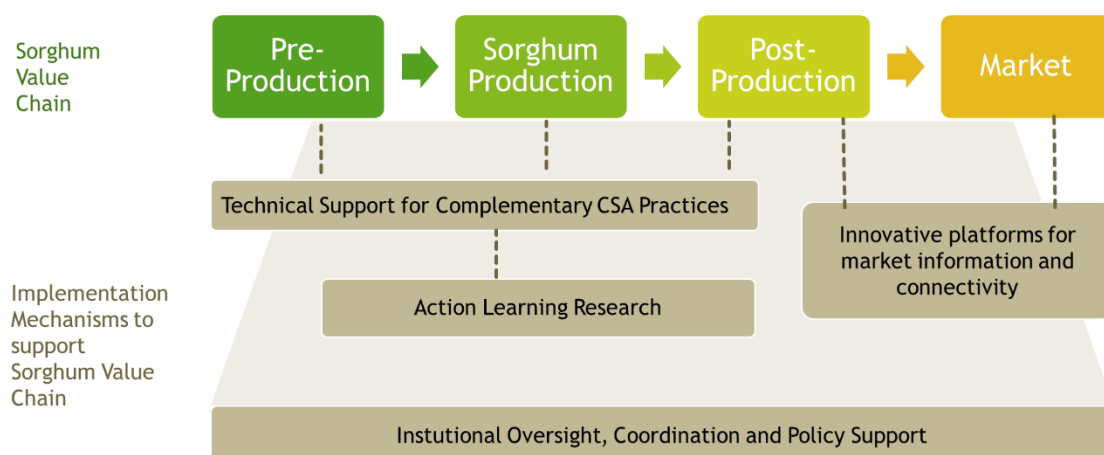 Sorghum
Value
Chain
Pre-
Production
Sorghum
Production
Post-
Production
Market
Technical Support for Complementary CSA Practices
Innovative platforms for
market information and
connectivity
Action Learning Research
Implementation
Mechanisms to
support
Sorghum Value
Chain
Instutional Oversight, Coordination and Policy Support